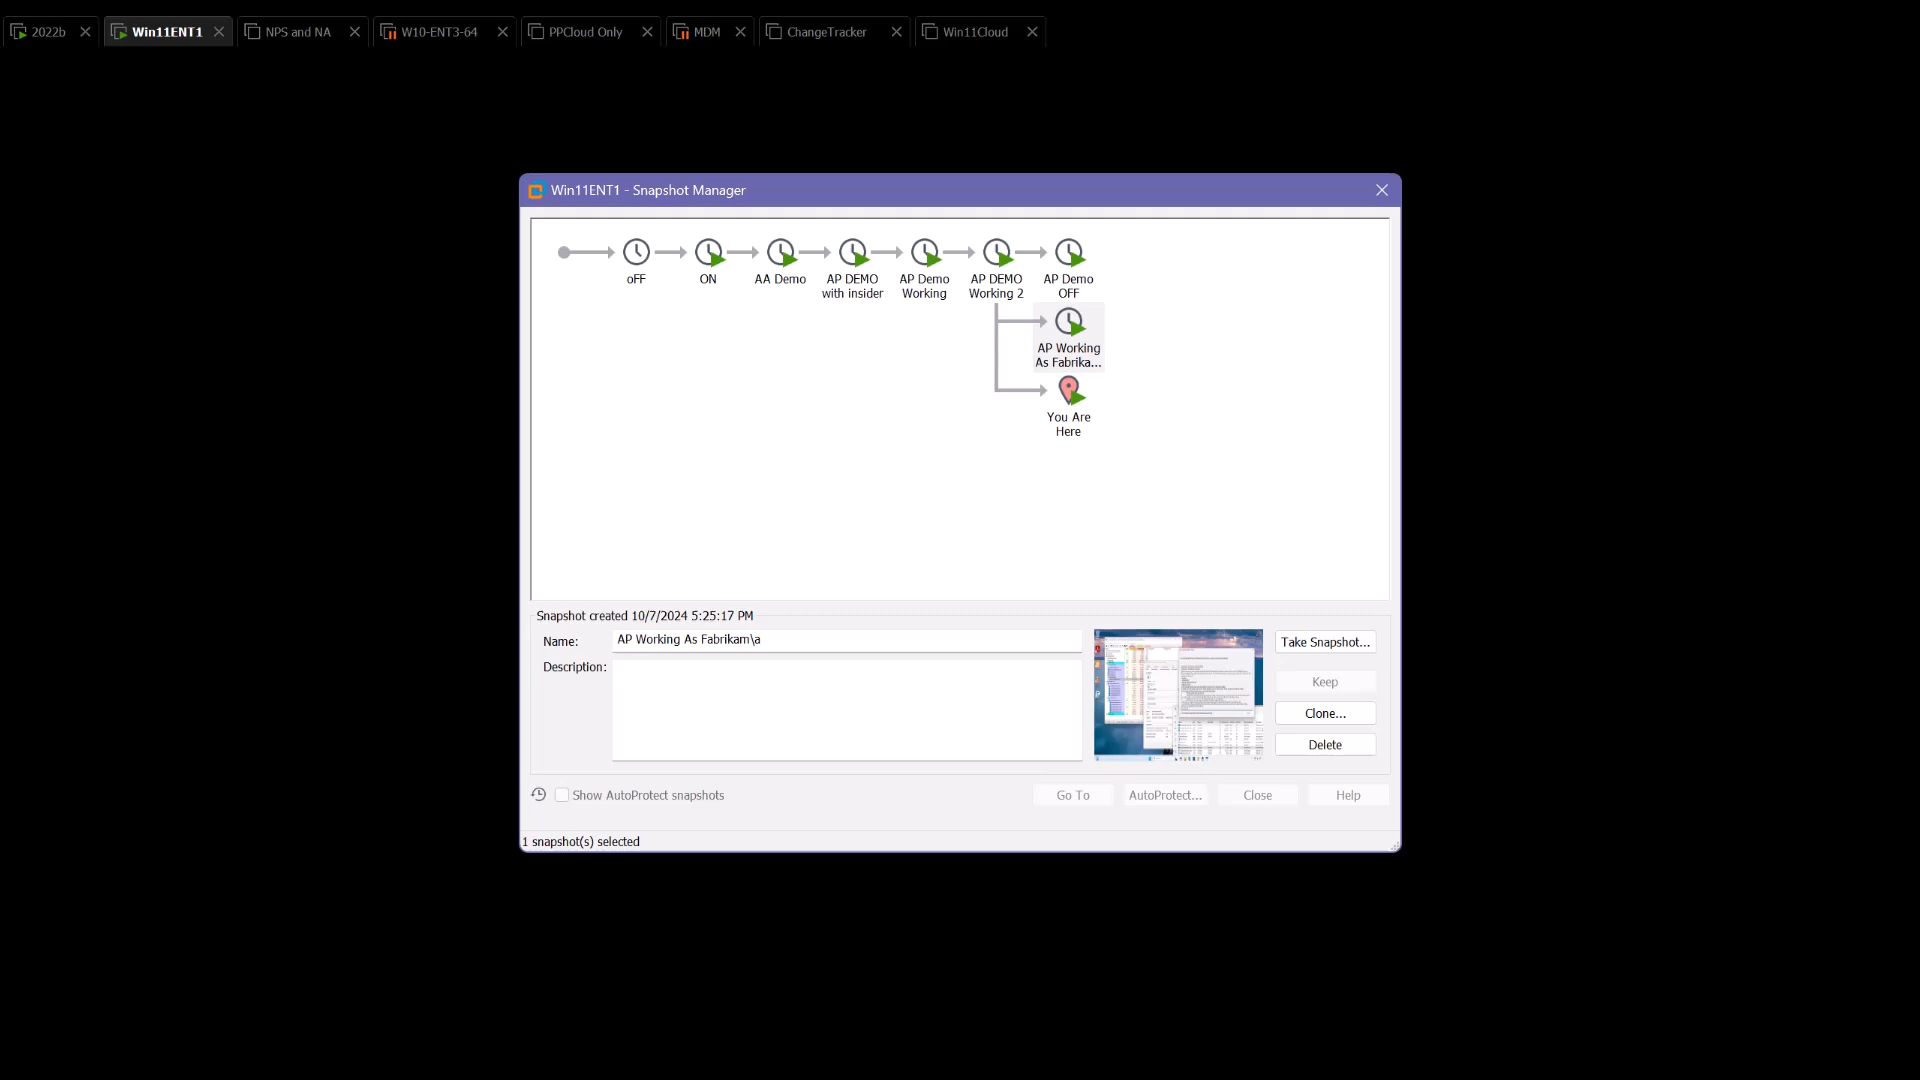 2022b
Win11ENT1
NPS and NA
W10-ENT3-64
PPCloud Only
MDM
ChangeTracker
Win11Cloud
Win11ENT1 - Snapshot Manager
oFF
ON
AA Demo
AP DEMO
with insider
AP Demo
Working
AP DEMO
Working 2
AP Demo
OFF
AP Working
As Fabrika...
You Are
Here
Snapshot created 10/7/2024 5:25:17 PM
Name:
AP Working As Fabrikam\a
Description:
Take Snapshot...
Keep
Clone...
Delete
Show AutoProtect snapshots
Go To
AutoProtect...
Close
Help
1 snapshot(s) selected